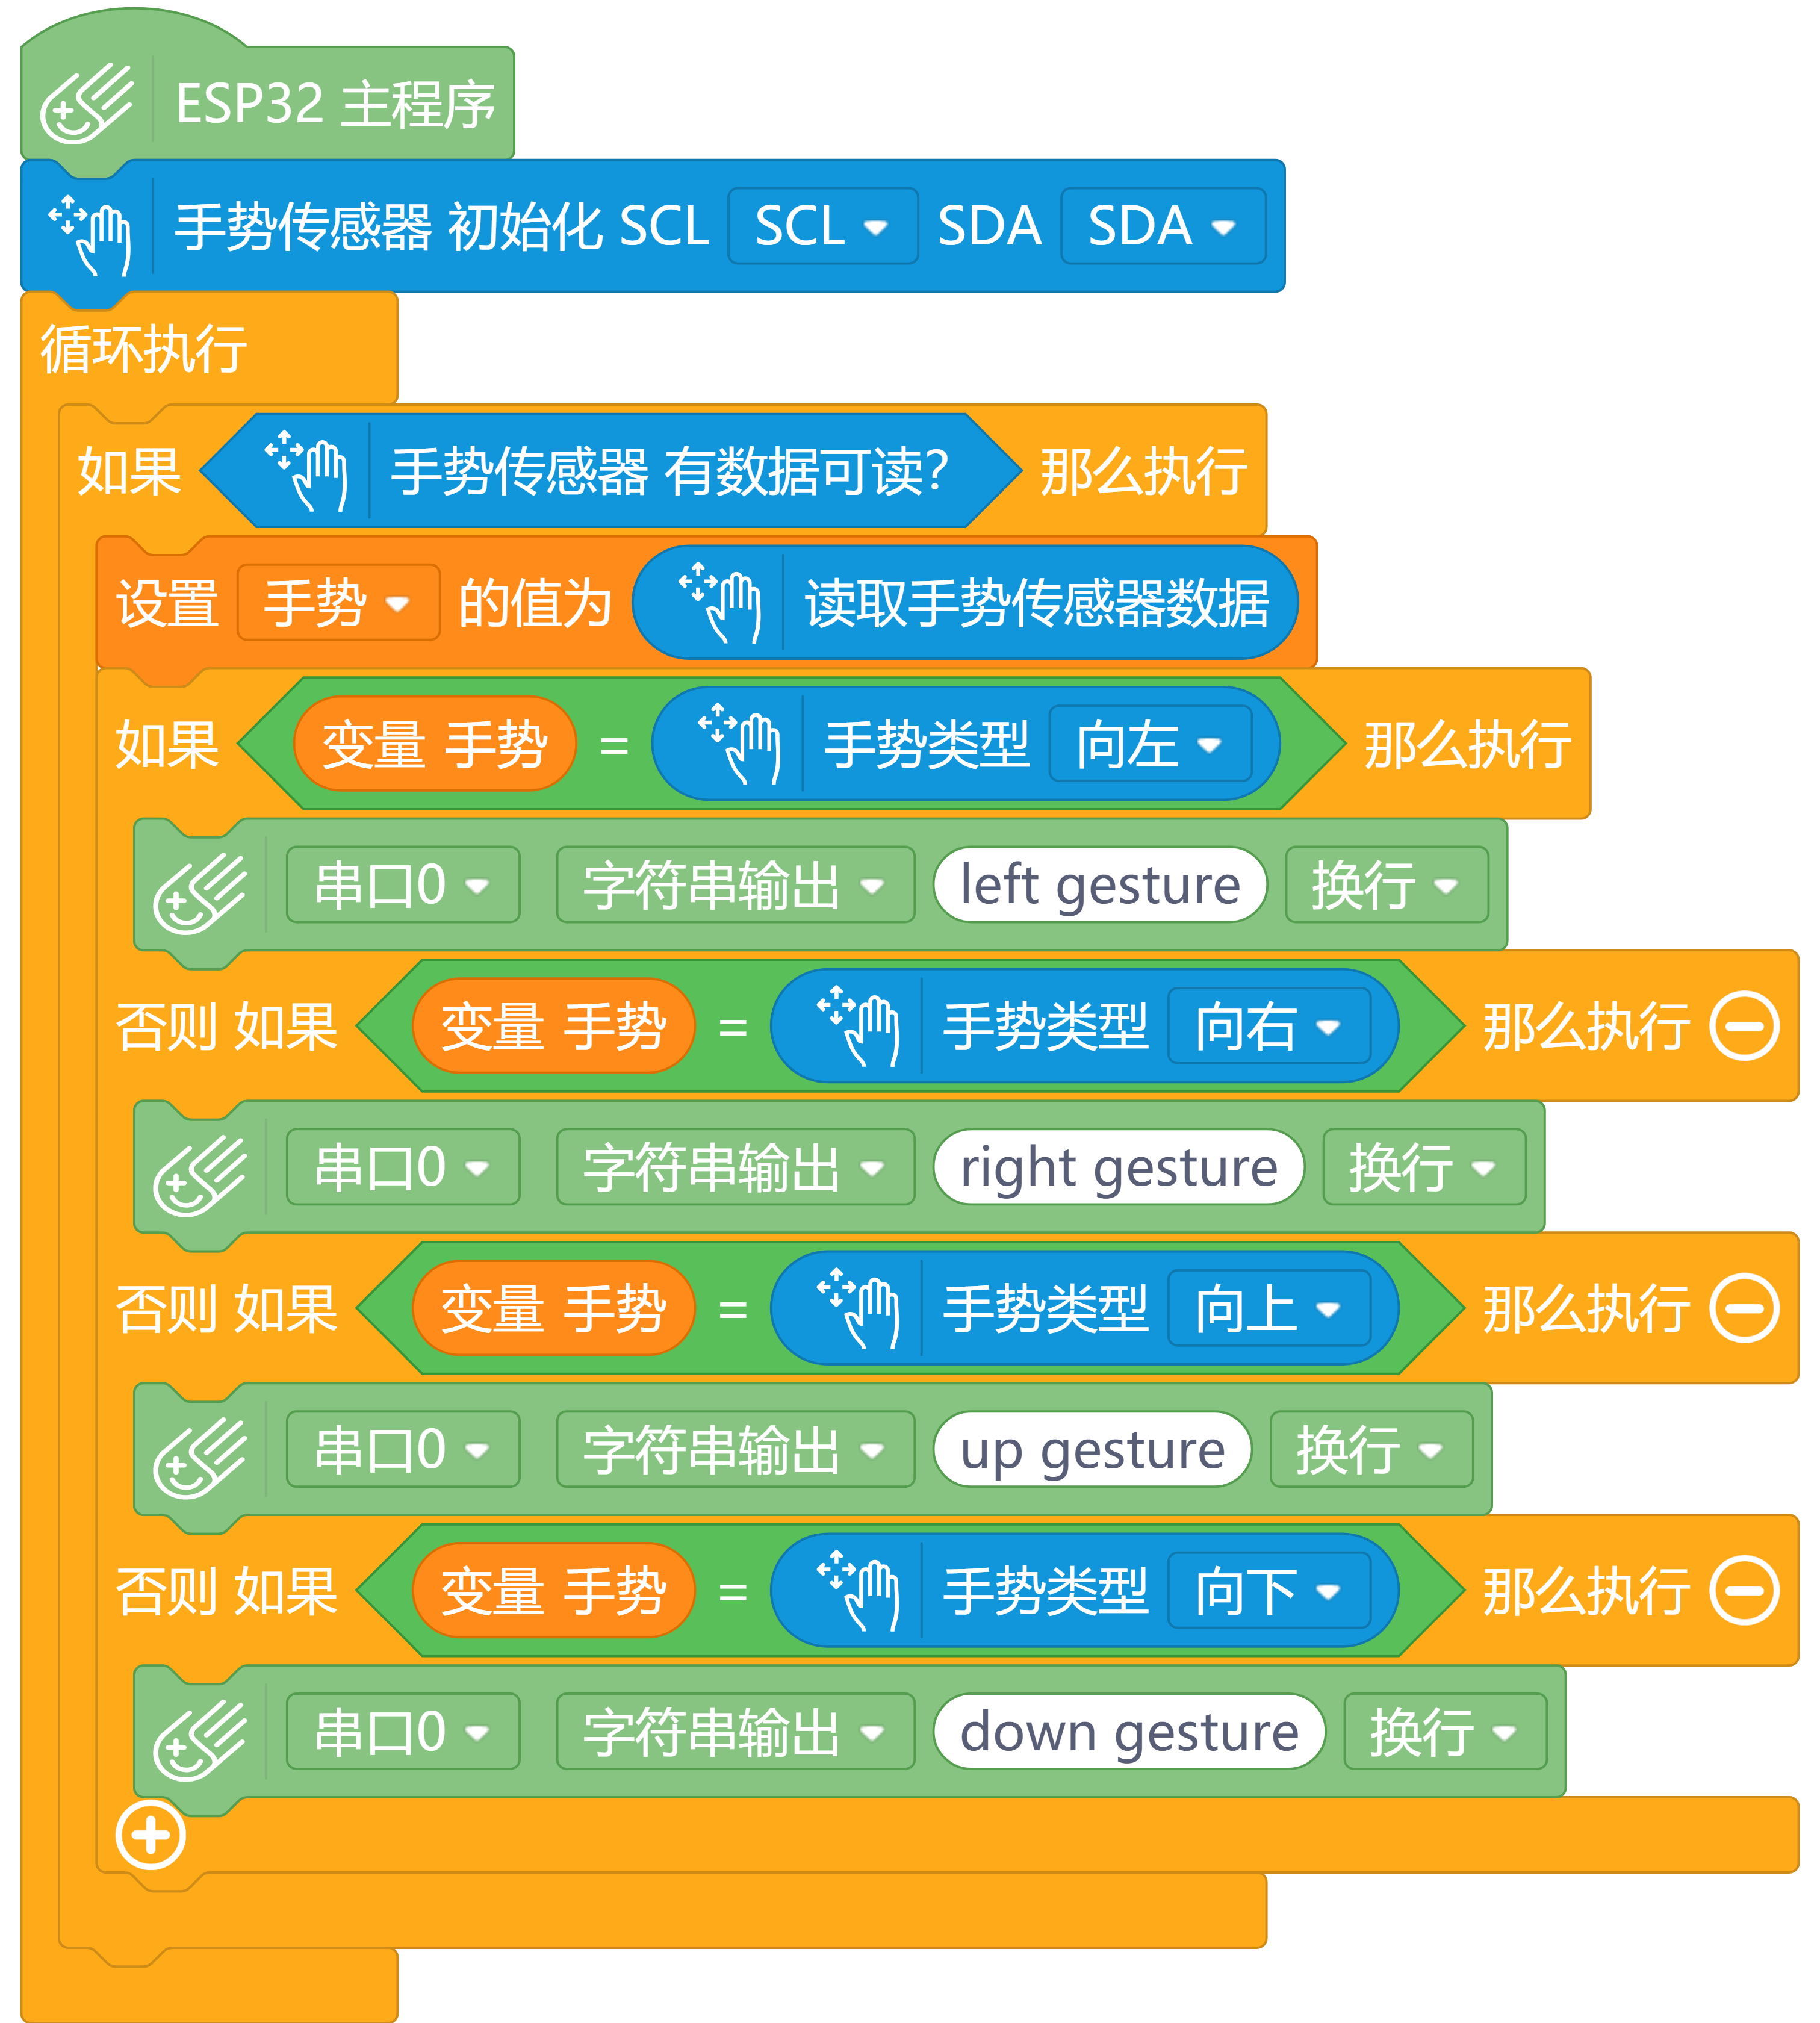 ESP32 主程序
手势传感器 初始化 SCL SCL SDA SDA
循环执行
如果 手势传感器 有数据可读? 那么执行
设置 手势 的值为 读取手势传感器数据
如果 变量 手势 = 手势类型 向左 那么执行
串口0 字符串输出 left gesture 换行
否则 如果 变量 手势 = 手势类型 向右 那么执行
串口0 字符串输出 right gesture 换行
否则 如果 变量 手势 = 手势类型 向上 那么执行
串口0 字符串输出 up gesture 换行
否则 如果 变量 手势 = 手势类型 向下 那么执行
串口0 字符串输出 down gesture 换行